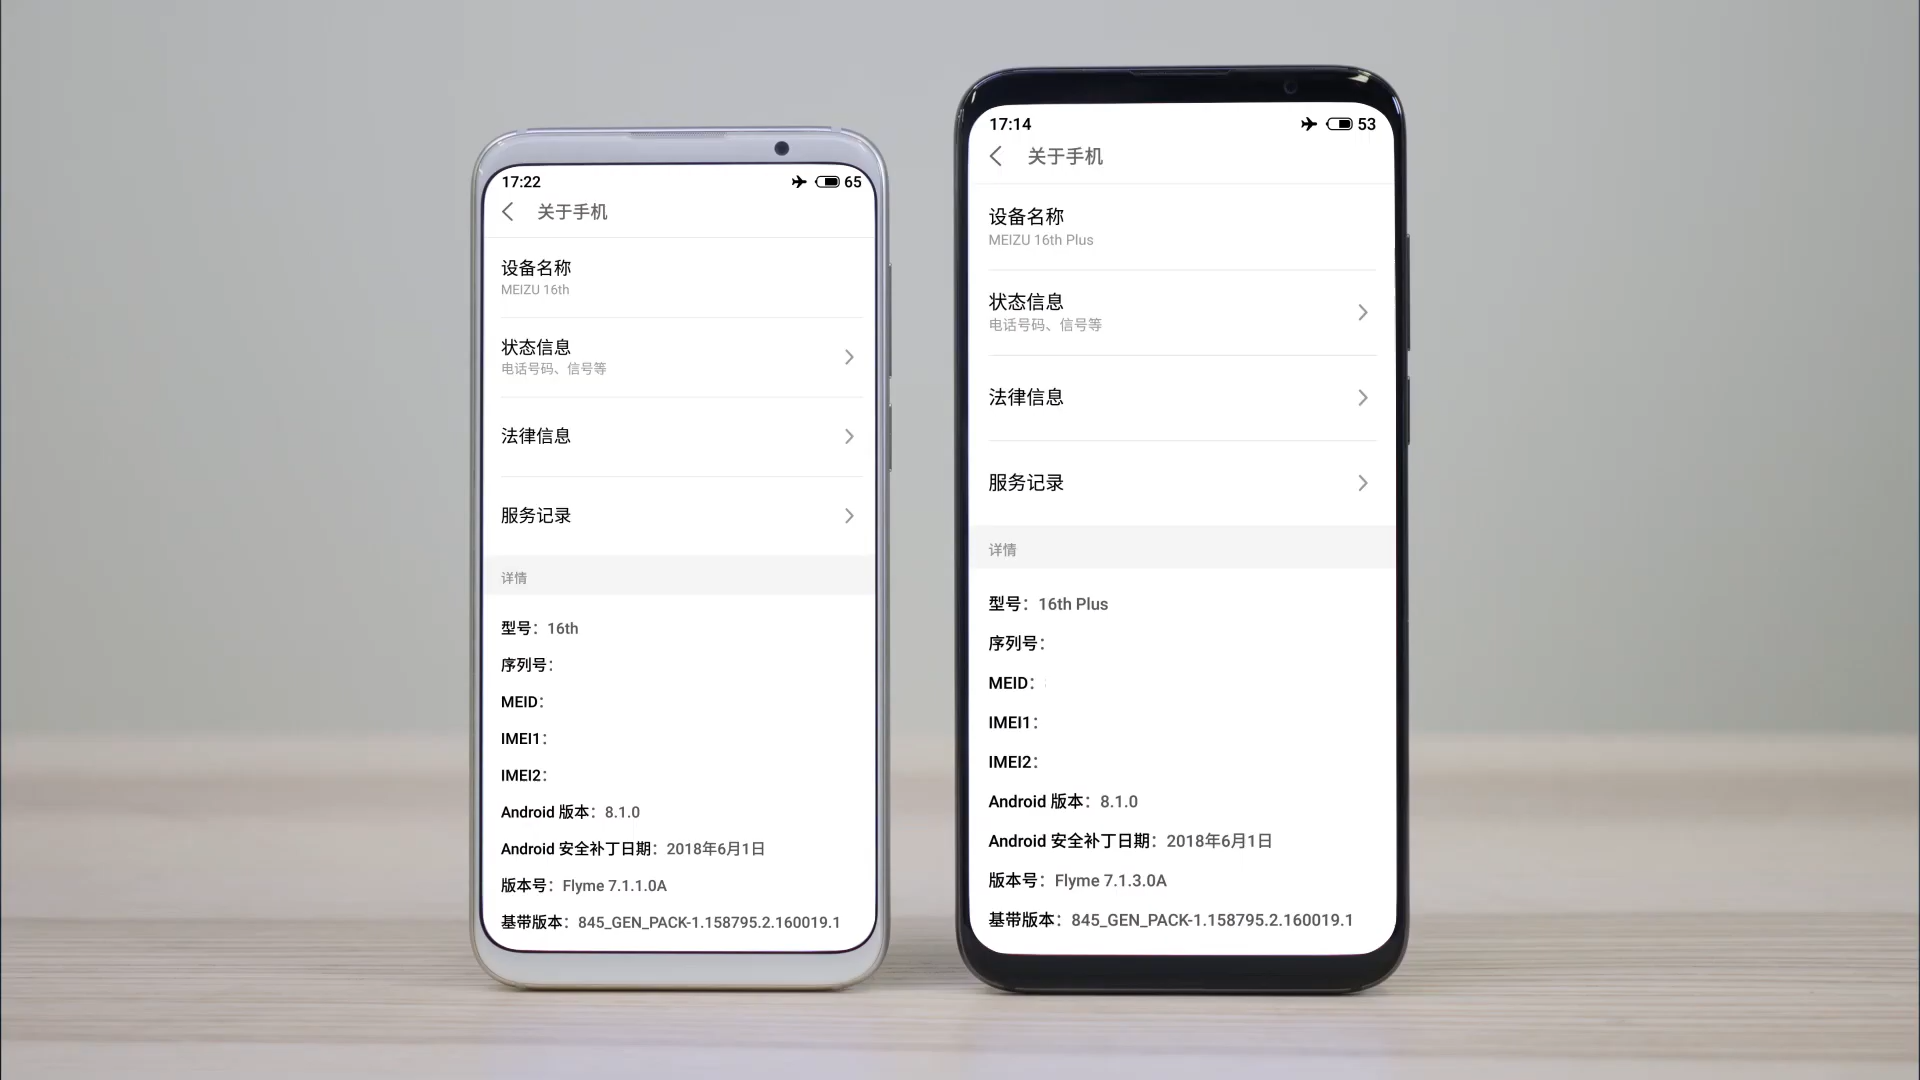 17:22 65
关于手机
设备名称
MEIZU 16th
状态信息
电话号码、信号等
法律信息
服务记录
详情
型号：16th
序列号：
MEID：
IMEI1：
IMEI2：
Android 版本：8.1.0
Android 安全补丁日期：2018年6月1日
版本号：Flyme 7.1.1.0A
基带版本：845_GEN_PACK-1.158795.2.160019.1
17:14 53
关于手机
设备名称
MEIZU 16th Plus
状态信息
电话号码、信号等
法律信息
服务记录
详情
型号：16th Plus
序列号：
MEID：
IMEI1：
IMEI2：
Android 版本：8.1.0
Android 安全补丁日期：2018年6月1日
版本号：Flyme 7.1.3.0A
基带版本：845_GEN_PACK-1.158795.2.160019.1